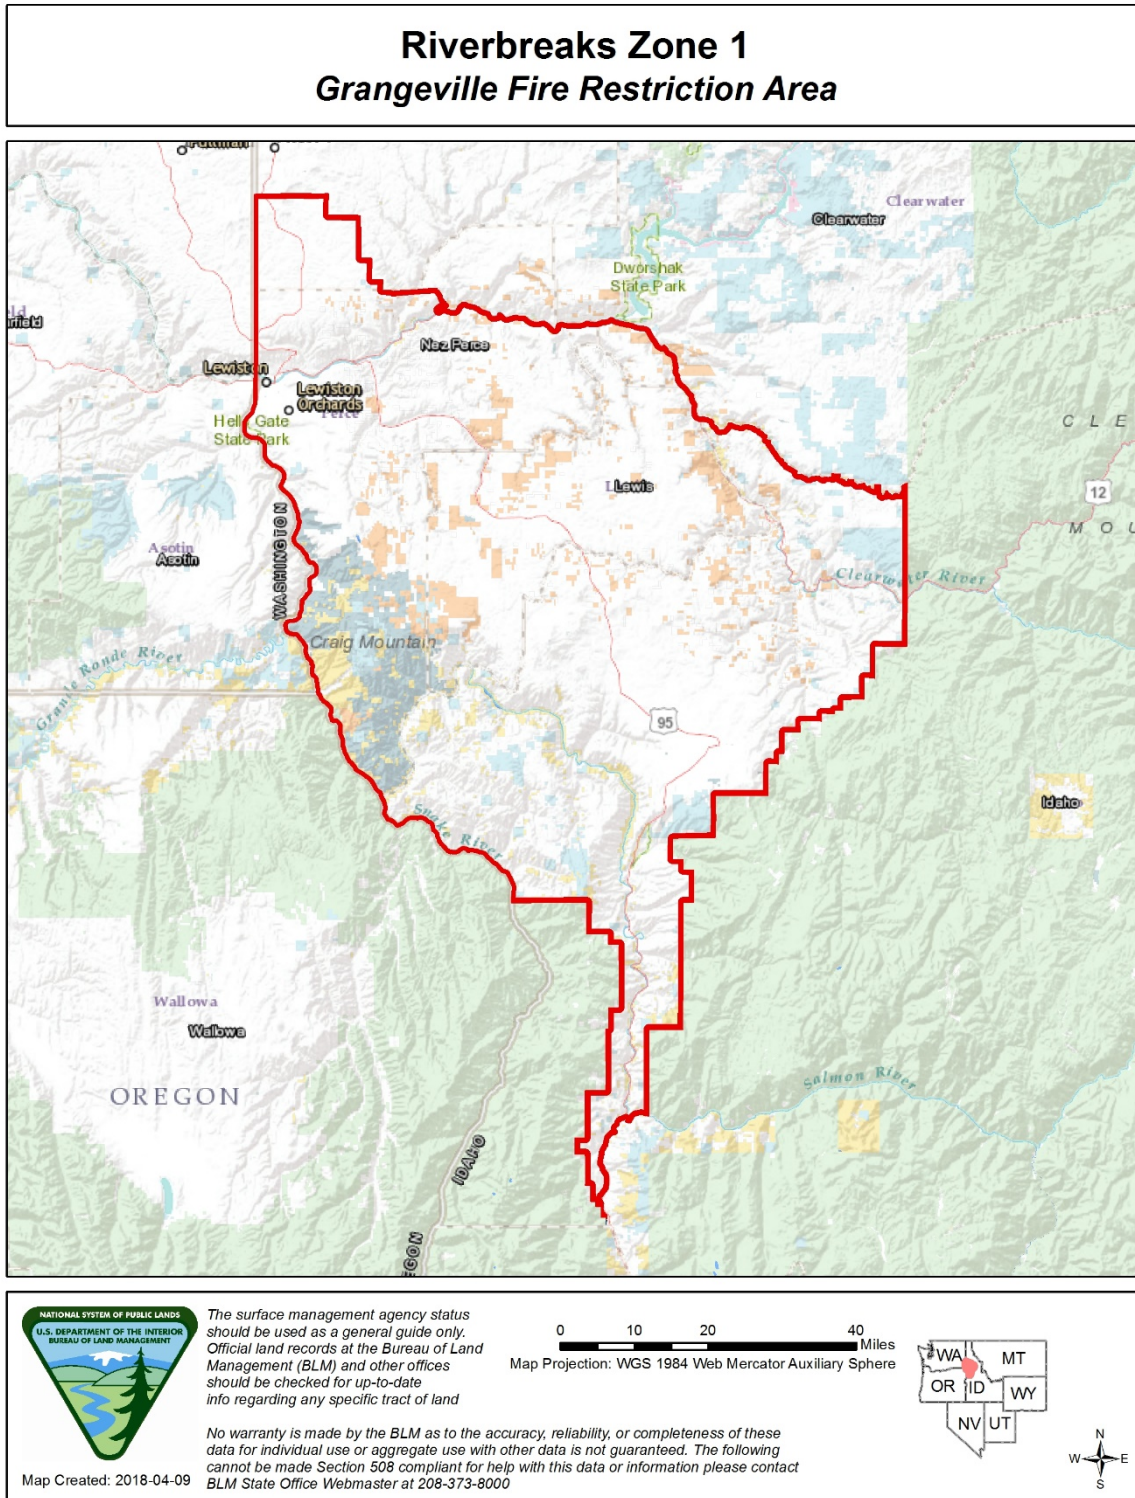 Riverbreaks Zone 1
Grangeville Fire Restriction Area
Pullman
Clearwater
Clearwater
Dworshak
State Park
Nez Perce
Lewiston
Lewiston
Orchards
Perce
Hells Gate
State Park
Lewis
12
Asotin
Asotin
WASHINGTON
Clearwater River
Craig Mountain
Grande Ronde River
95
Idaho
Snake River
Wallowa
Wallowa
OREGON
Salmon River
IDAHO
NATIONAL SYSTEM OF PUBLIC LANDS
U.S. DEPARTMENT OF THE INTERIOR
BUREAU OF LAND MANAGEMENT
Map Created: 2018-04-09
The surface management agency status
should be used as a general guide only.
Official land records at the Bureau of Land
Management (BLM) and other offices
should be checked for up-to-date
info regarding any specific tract of land
No warranty is made by the BLM as to the accuracy, reliability, or completeness of these
data for individual use or aggregate use with other data is not guaranteed. The following
cannot be made Section 508 compliant for help with this data or information please contact
BLM State Office Webmaster at 208-373-8000
0 10 20 40
Miles
Map Projection: WGS 1984 Web Mercator Auxiliary Sphere
WA MT
OR ID WY
NV UT
N
W E
S